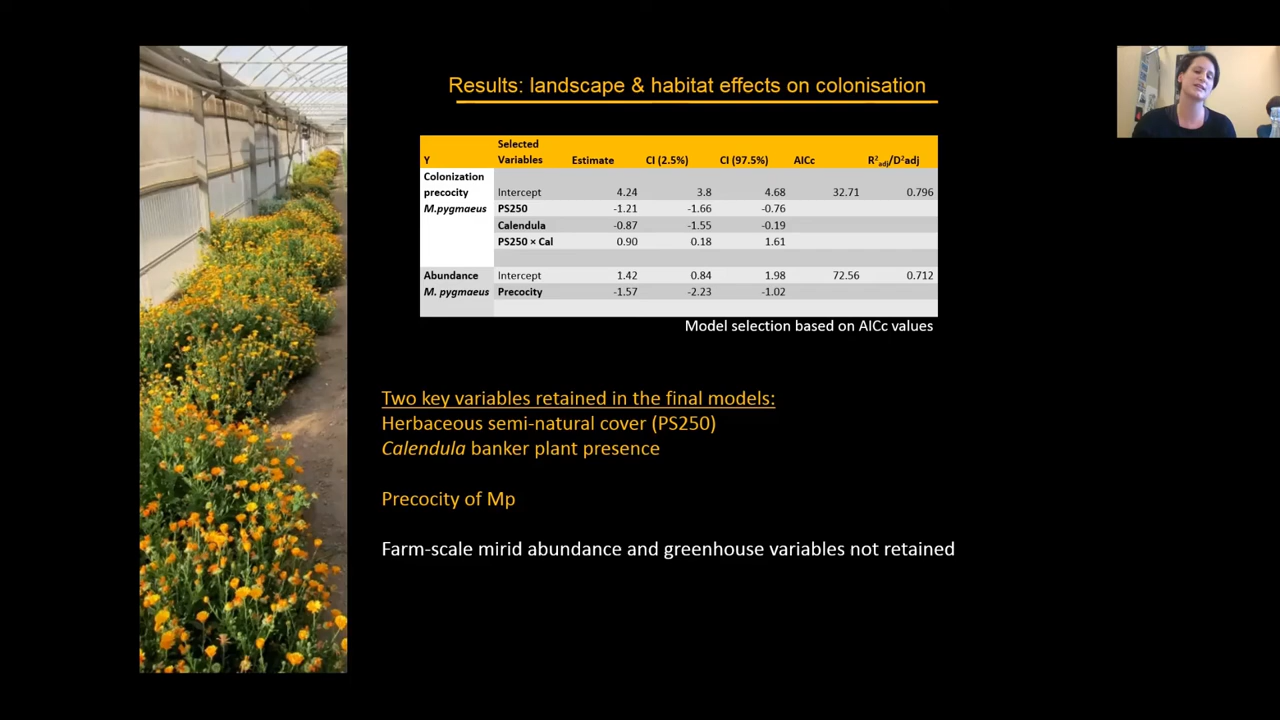 Results: landscape & habitat effects on colonisation
Y Selected Variables Estimate CI (2.5%) CI (97.5%) AICc R²adj/D²adj
Colonization precocity M.pygmaeus Intercept 4.24 3.8 4.68 32.71 0.796
PS250 -1.21 -1.66 -0.76
Calendula -0.87 -1.55 -0.19
PS250 × Cal 0.90 0.18 1.61
Abundance Intercept 1.42 0.84 1.98 72.56 0.712
M. pygmaeus Precocity -1.57 -2.23 -1.02
Model selection based on AICc values
Two key variables retained in the final models:
Herbaceous semi-natural cover (PS250)
Calendula banker plant presence
Precocity of Mp
Farm-scale mirid abundance and greenhouse variables not retained